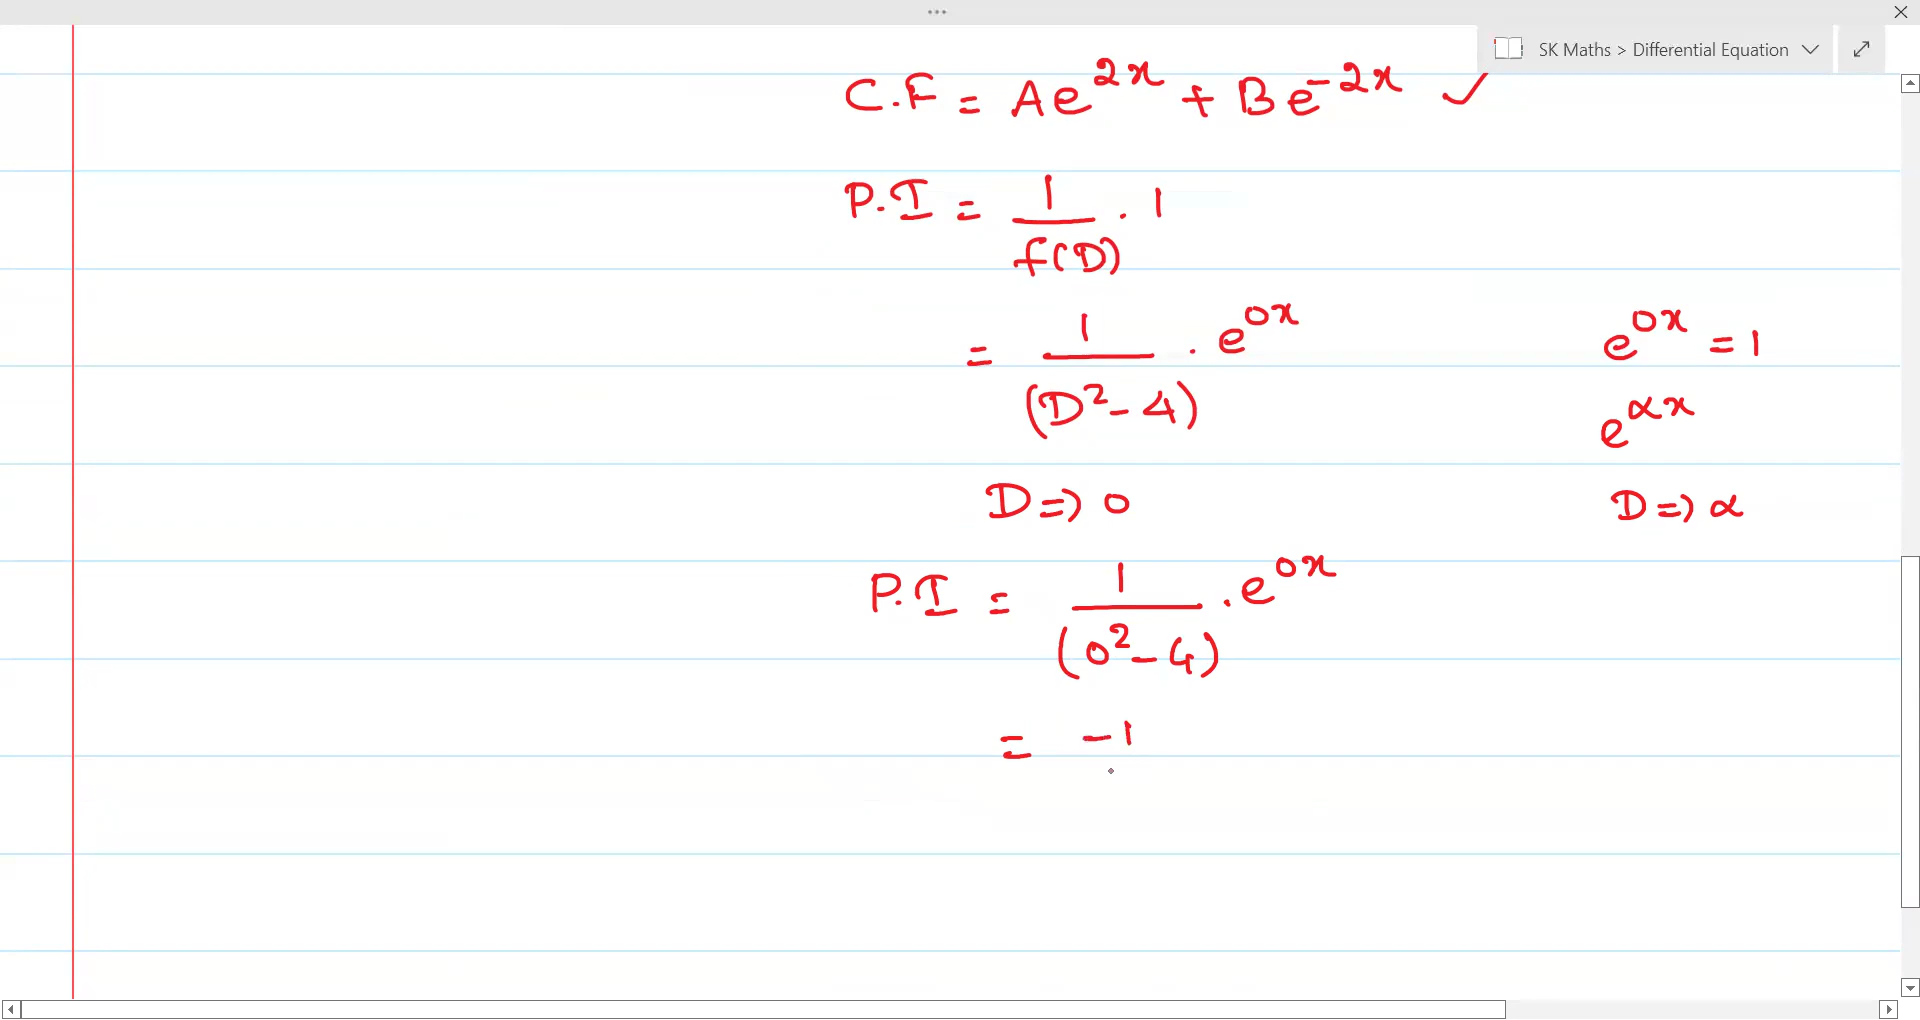 SK Maths > Differential Equation
C.F = Ae^2x + Be^-2x ✓
P.I = 1/f(D) . 1
= 1/(D² - 4) . e^0x
e^0x = 1
e^αx
D => 0
D => α
P.I = 1/(0² - 4) . e^0x
= -1